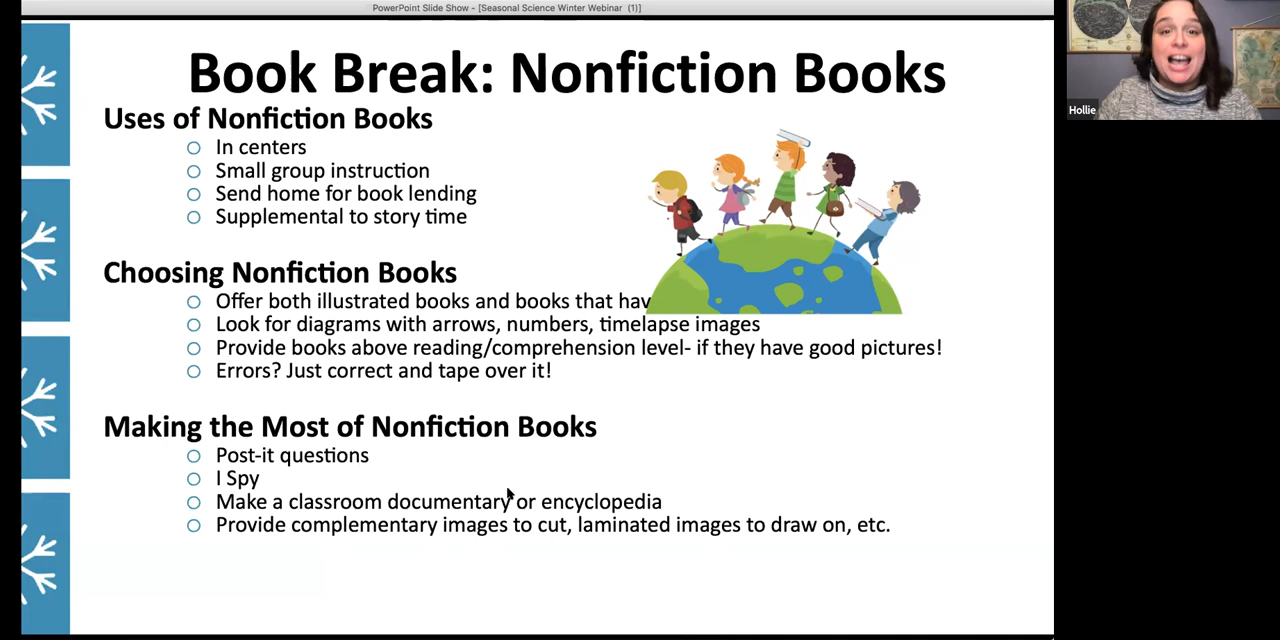 PowerPoint Slide Show - [Seasonal Science Winter Webinar (1)]
Book Break: Nonfiction Books
Uses of Nonfiction Books
In centers
Small group instruction
Send home for book lending
Supplemental to story time
Choosing Nonfiction Books
Offer both illustrated books and books that
Look for diagrams with arrows, numbers, timelapse images
Provide books above reading/comprehension level- if they have good pictures!
Errors? Just correct and tape over it!
Making the Most of Nonfiction Books
Post-it questions
I Spy
Make a classroom documentary or encyclopedia
Provide complementary images to cut, laminated images to draw on, etc.
Hollie